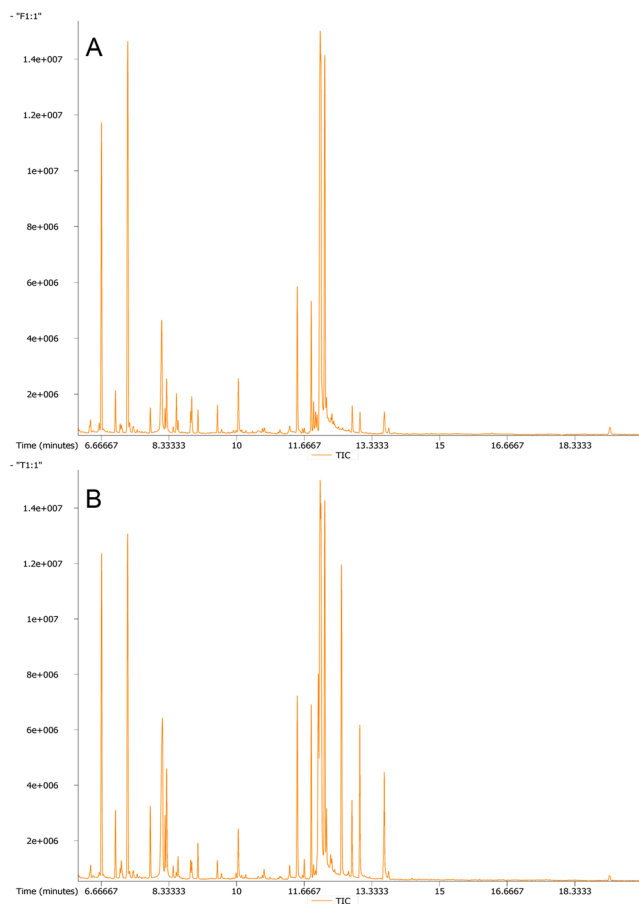 - "F1:1"
A
1.4e+007
1.2e+007
1e+007
8e+006
6e+006
4e+006
2e+006
Time (minutes) 6.66667 8.33333 10 11.6667 13.3333 15 16.6667 18.3333
TIC
- "T1:1"
B
1.4e+007
1.2e+007
1e+007
8e+006
6e+006
4e+006
2e+006
Time (minutes) 6.66667 8.33333 10 11.6667 13.3333 15 16.6667 18.3333
TIC